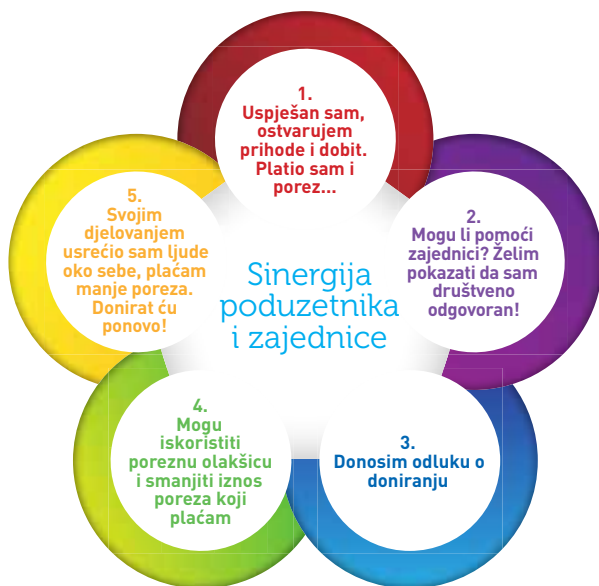 1.
Uspješan sam,
ostvarujem
prihode i dobit.
Platio sam i
porez...
2.
Mogu li pomoći
zajednici? Želim
pokazati da sam
društveno
odgovoran!
3.
Donosim odluku o
doniranju
4.
Mogu
iskoristiti
poreznu olakšicu
i smanjiti iznos
poreza koji
plaćam
5.
Svojim
djelovanjem
usrećio sam ljude
oko sebe, plaćam
manje poreza.
Donirat ću
ponovo!
Sinergija
poduzetnika
i zajednice